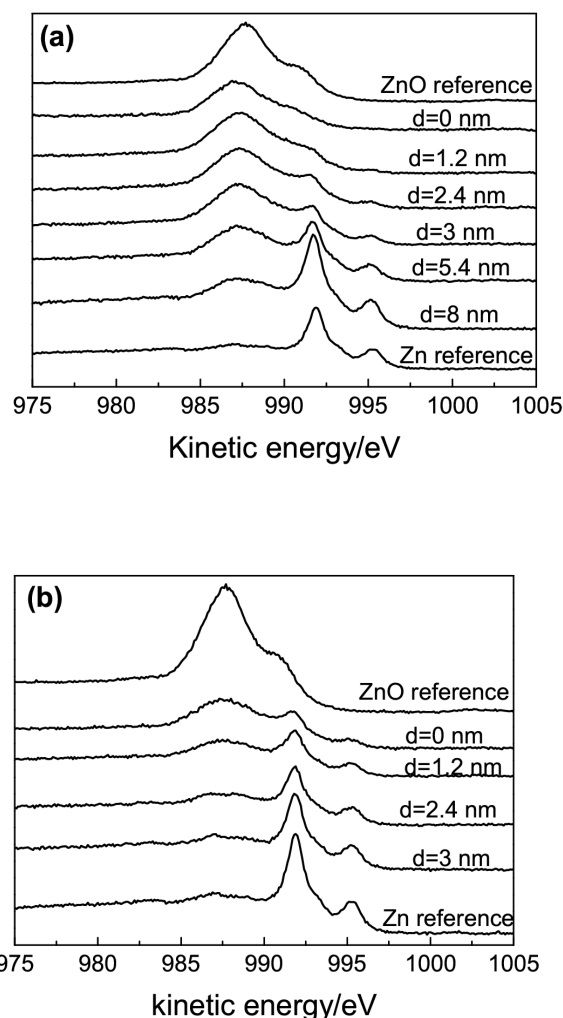 (a)
ZnO reference
d=0 nm
d=1.2 nm
d=2.4 nm
d=3 nm
d=5.4 nm
d=8 nm
Zn reference
975 980 985 990 995 1000 1005
Kinetic energy/eV
(b)
ZnO reference
d=0 nm
d=1.2 nm
d=2.4 nm
d=3 nm
Zn reference
975 980 985 990 995 1000 1005
kinetic energy/eV